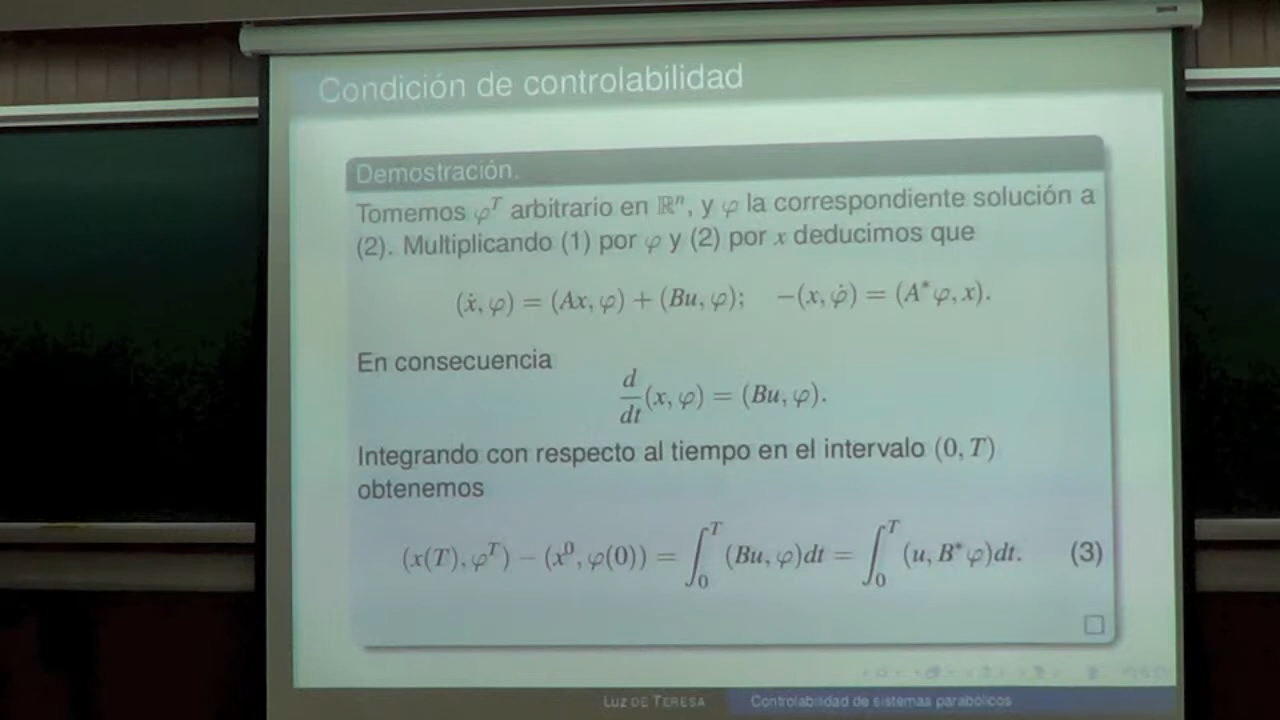 Condición de controlabilidad
Demostración.
Tomemos φ^T arbitrario en ℝ^n, y φ la correspondiente solución a
(2). Multiplicando (1) por φ y (2) por x deducimos que
(ẋ, φ) = (Ax, φ) + (Bu, φ); −(x, φ̇) = (A*φ, x).
En consecuencia
d/dt (x, φ) = (Bu, φ).
Integrando con respecto al tiempo en el intervalo (0, T)
obtenemos
(x(T), φ^T) − (x^0, φ(0)) = ∫_0^T (Bu, φ)dt = ∫_0^T (u, B*φ)dt. (3)
LUZ DE TERESA Controlabilidad de sistemas parabólicos